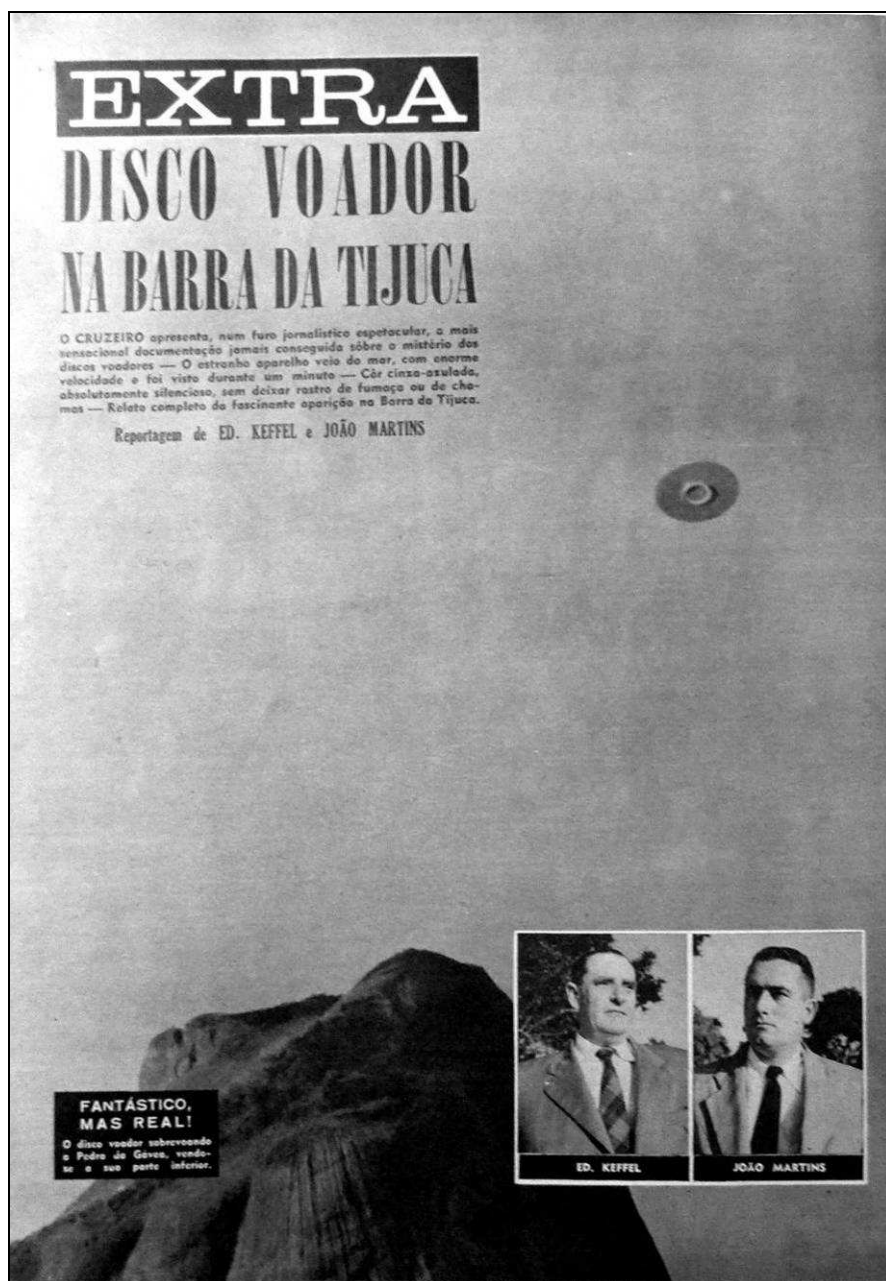 EXTRA
DISCO VOADOR
NA BARRA DA TIJUCA
O CRUZEIRO apresenta, num furo jornalístico espetacular, a mais
sensacional documentação jamais conseguida sôbre o mistério dos
discos voadores — O estranho aparelho veio do mar, com enorme
velocidade e foi visto durante um minuto — Côr cinza-azulada,
absolutamente silencioso, sem deixar rastro de fumaça ou de cha-
mas — Relato completo da fascinante aparição na Barra da Tijuca.
Reportagem de ED. KEFFEL e JOÃO MARTINS
FANTÁSTICO,
MAS REAL!
O disco voador sobrevoando
a Pedra da Gávea, vendo-
se a sua parte inferior.
ED. KEFFEL
JOÃO MARTINS